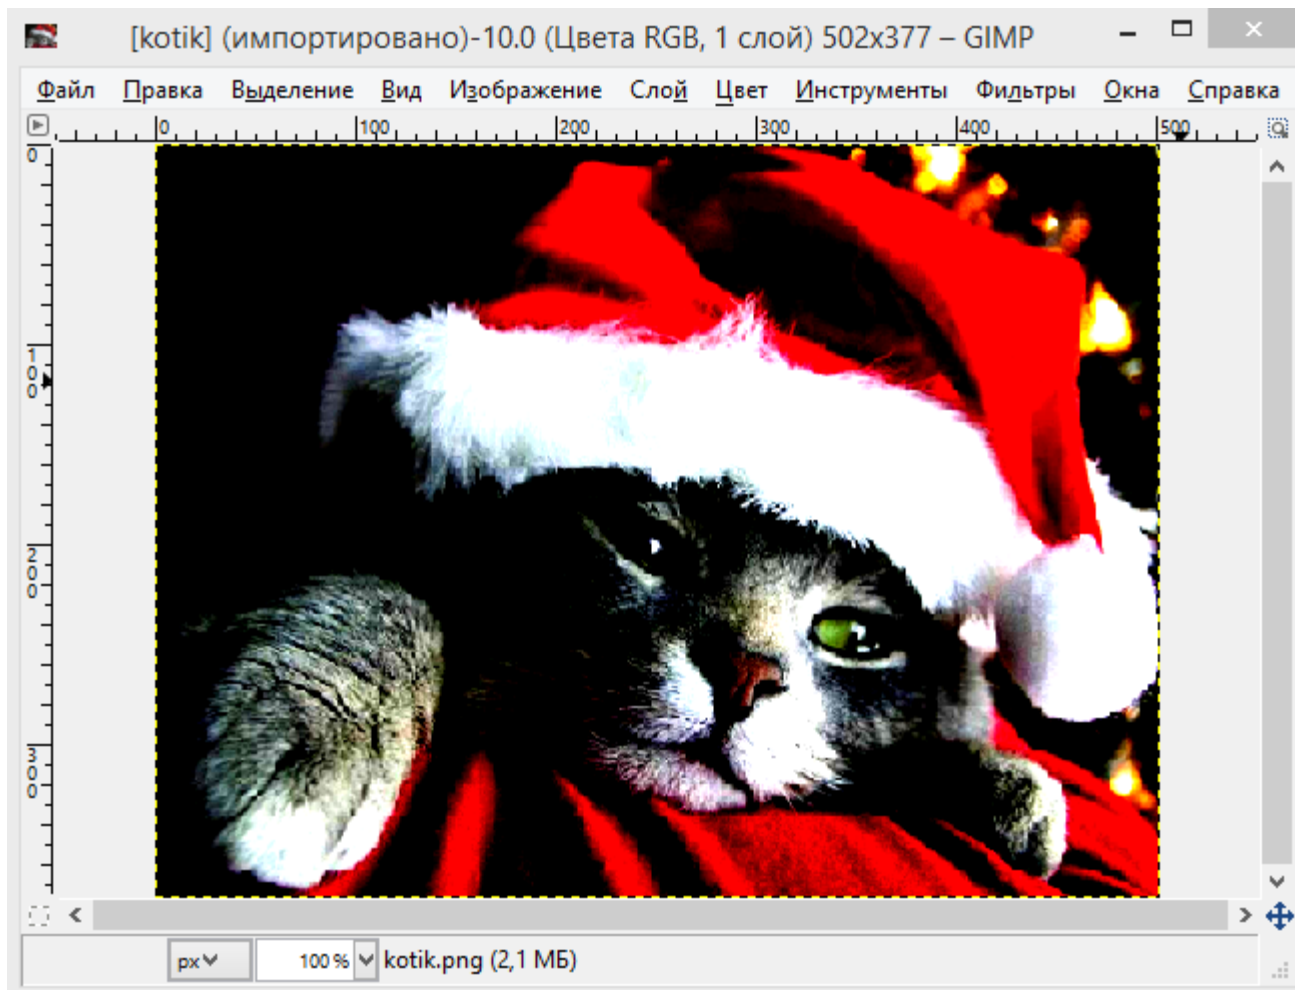 [kotik] (импортировано)-10.0 (Цвета RGB, 1 слой) 502x377 – GIMP
Файл Правка Выделение Вид Изображение Слой Цвет Инструменты Фильтры Окна Справка
0 100 200 300 400 500
0
100
200
300
px 100 % kotik.png (2,1 МБ)